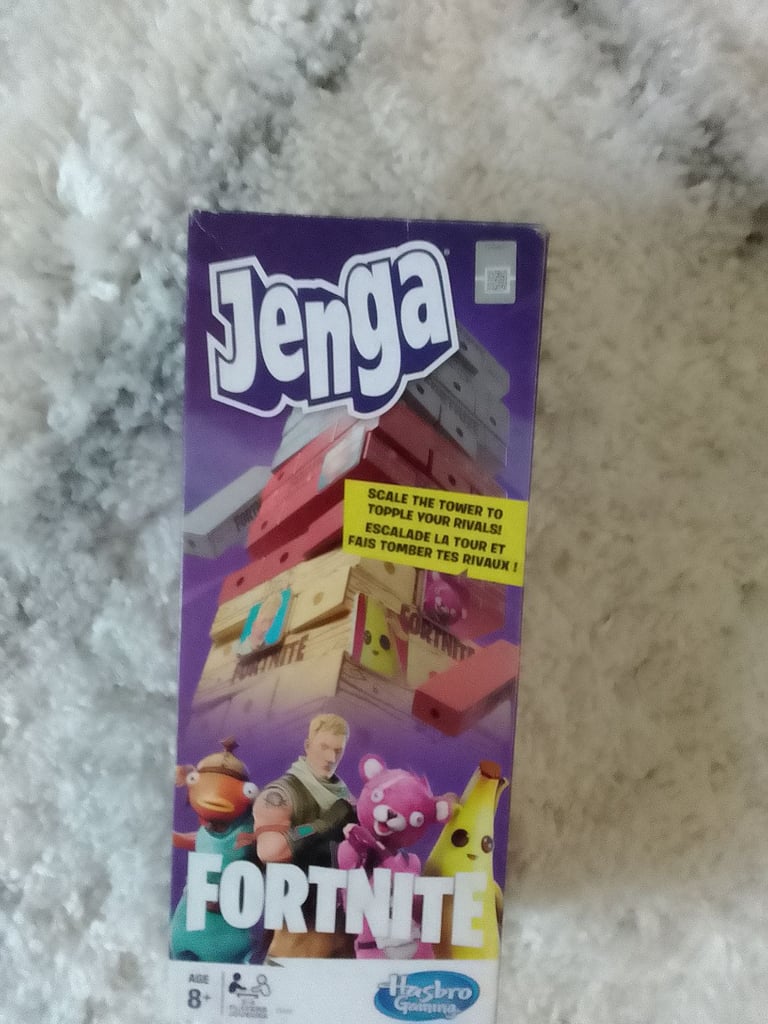 Jenga
SCALE THE TOWER TO
TOPPLE YOUR RIVALS!
ESCALADE LA TOUR ET
FAIS TOMBER TES RIVAUX !
FORTNITE
FORTNITE
FORTNITE
AGE
8+
Hasbro
Gaming